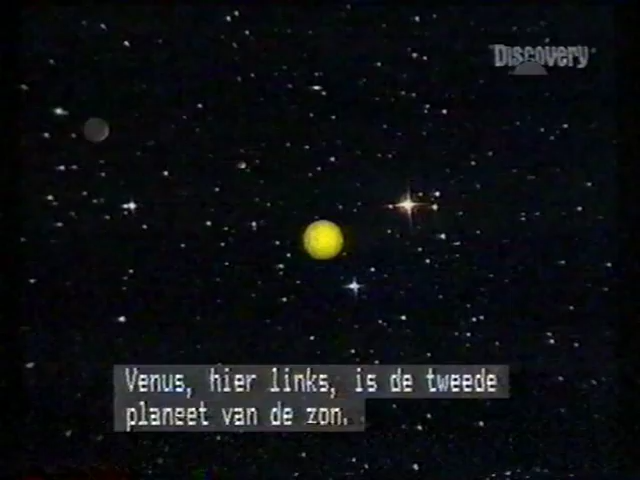 Discovery
Venus, hier links, is de tweede
planeet van de zon.